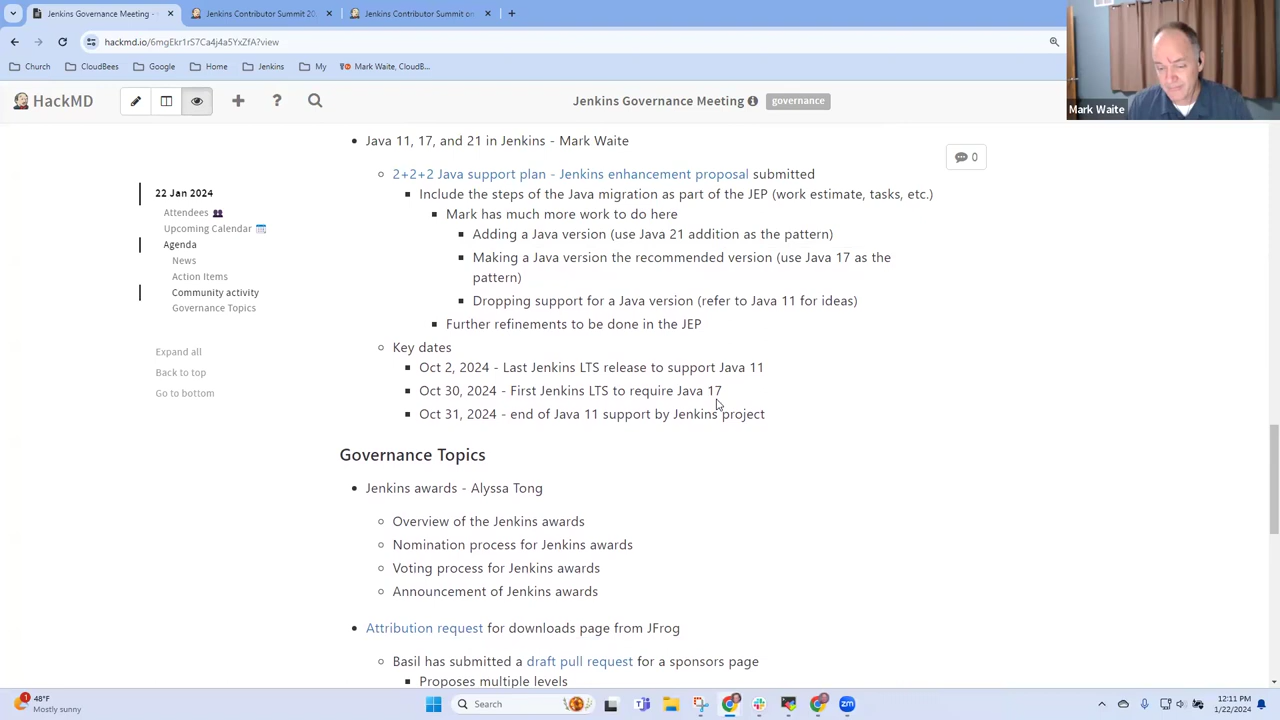 Jenkins Governance Meeting -
Jenkins Contributor Summit 20
Jenkins Contributor Summit on
hackmd.io/6mgEkr1rS7Ca4j4a5YxZfA?view
Church
CloudBees
Google
Home
Jenkins
My
Mark Waite, CloudB...
Mark Waite
HackMD
Jenkins Governance Meeting
governance
0
22 Jan 2024
Attendees
Upcoming Calendar
Agenda
News
Action Items
Community activity
Governance Topics
Expand all
Back to top
Go to bottom
Java 11, 17, and 21 in Jenkins - Mark Waite
2+2+2 Java support plan - Jenkins enhancement proposal submitted
Include the steps of the Java migration as part of the JEP (work estimate, tasks, etc.)
Mark has much more work to do here
Adding a Java version (use Java 21 addition as the pattern)
Making a Java version the recommended version (use Java 17 as the
pattern)
Dropping support for a Java version (refer to Java 11 for ideas)
Further refinements to be done in the JEP
Key dates
Oct 2, 2024 - Last Jenkins LTS release to support Java 11
Oct 30, 2024 - First Jenkins LTS to require Java 17
Oct 31, 2024 - end of Java 11 support by Jenkins project
Governance Topics
Jenkins awards - Alyssa Tong
Overview of the Jenkins awards
Nomination process for Jenkins awards
Voting process for Jenkins awards
Announcement of Jenkins awards
Attribution request for downloads page from JFrog
Basil has submitted a draft pull request for a sponsors page
Proposes multiple levels
1
48°F
Mostly sunny
Search
12:11 PM
1/22/2024